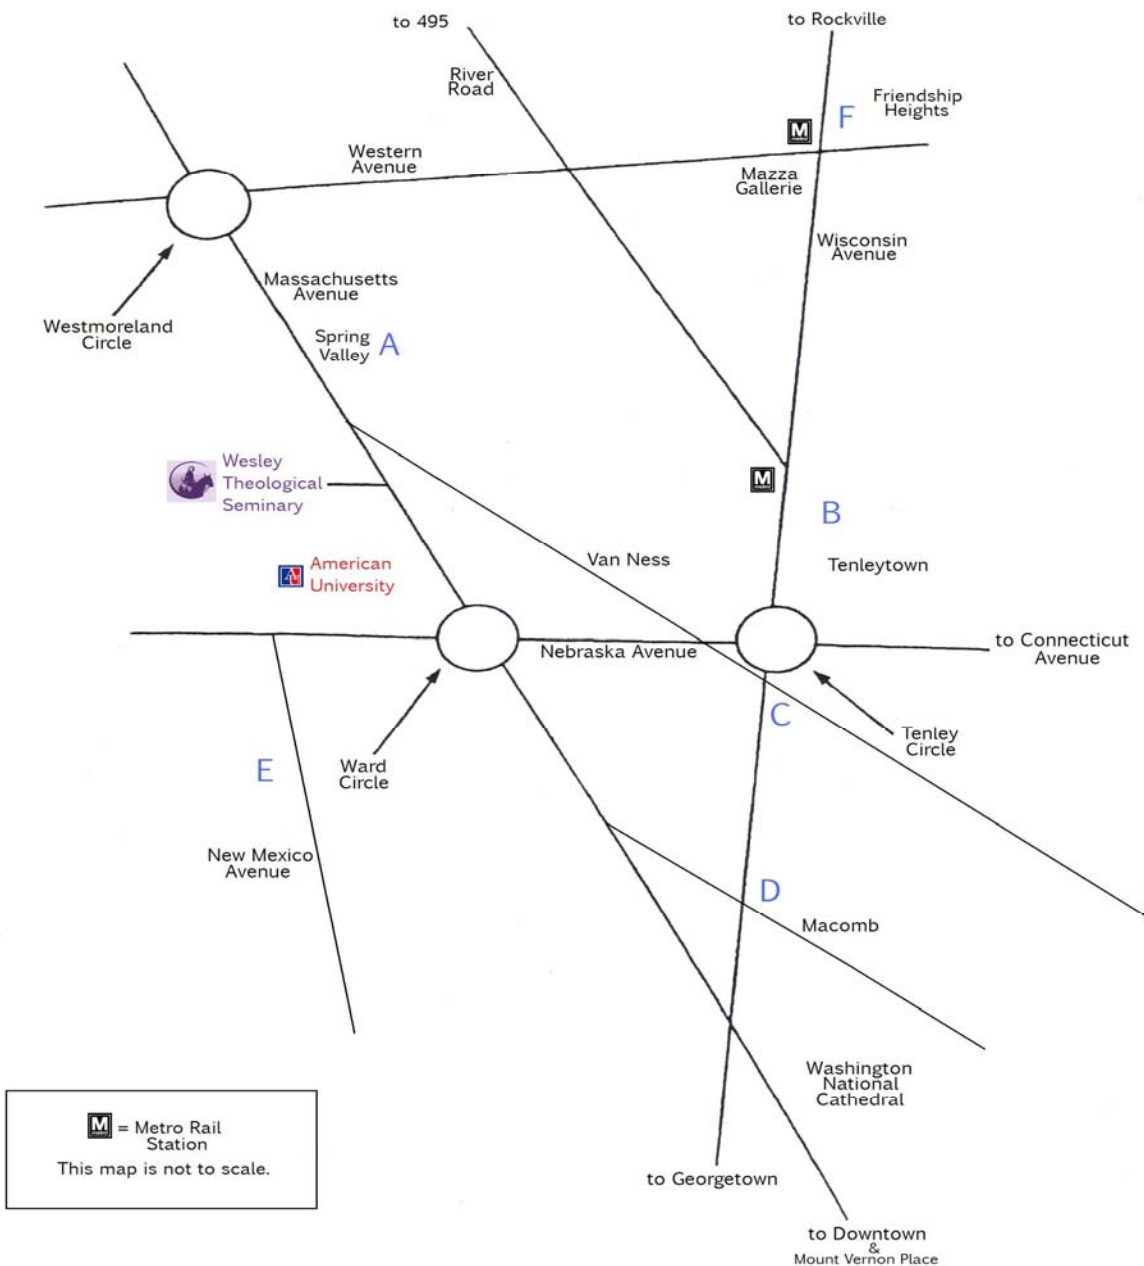 to 495
to Rockville
River
Road
Friendship
Heights
F
M
Western
Avenue
Mazza
Gallerie
Wisconsin
Avenue
Massachusetts
Avenue
Westmoreland
Circle
Spring
Valley
A
Wesley
Theological
Seminary
M
B
American
University
Van Ness
Tenleytown
Nebraska Avenue
to Connecticut
Avenue
C
Tenley
Circle
Ward
Circle
E
New Mexico
Avenue
D
Macomb
Washington
National
Cathedral
M = Metro Rail
Station
This map is not to scale.
to Georgetown
to Downtown
&
Mount Vernon Place